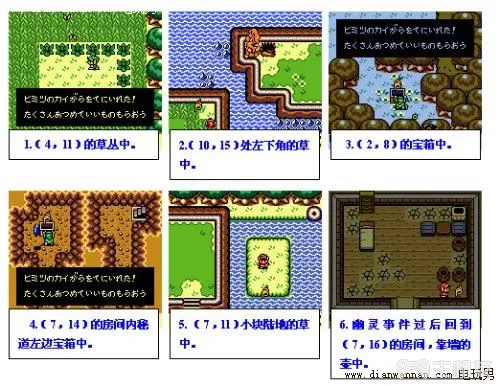 ヒミツのカイがらをてにいれた!
たくさんあつめていいものもらおう
ヒミツのカイがらをてにいれた!
たくさんあつめていいものもらおう
1.(4,11)的草丛中。
2.(10,15)处左下角的草
中。
3.(2,8)的宝箱中。
ヒミツのカイがらをてにいれた!
たくさんあつめていいものもらおう
4.(7,14)的房间内秘
道左边宝箱中。
5.(7,11)小块陆地的草
中。
6.幽灵事件过后回到
(7,16)的房间,靠墙的
壶中。
www.dianwannan.com 电玩男